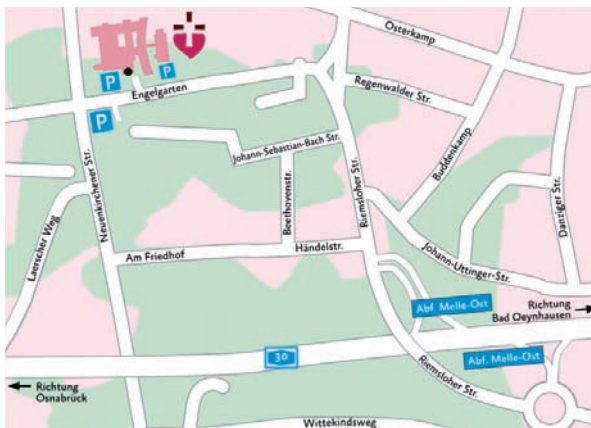 Osterkamp
P
P
Engelgarten
Regenwalder Str.
P
Johann-Sebastian-Bach Str.
Buddenkamp
Neuenkirchener Str.
Laerscher Weg
Beethovenstr.
Riemsloher Str.
Danziger Str.
Am Friedhof
Händelstr.
Johann-Uttinger-Str.
Abf. Melle-Ost
Richtung
Bad Oeynhausen
30
Abf. Melle-Ost
Riemsloher Str.
Richtung
Osnabrück
Wittekindsweg